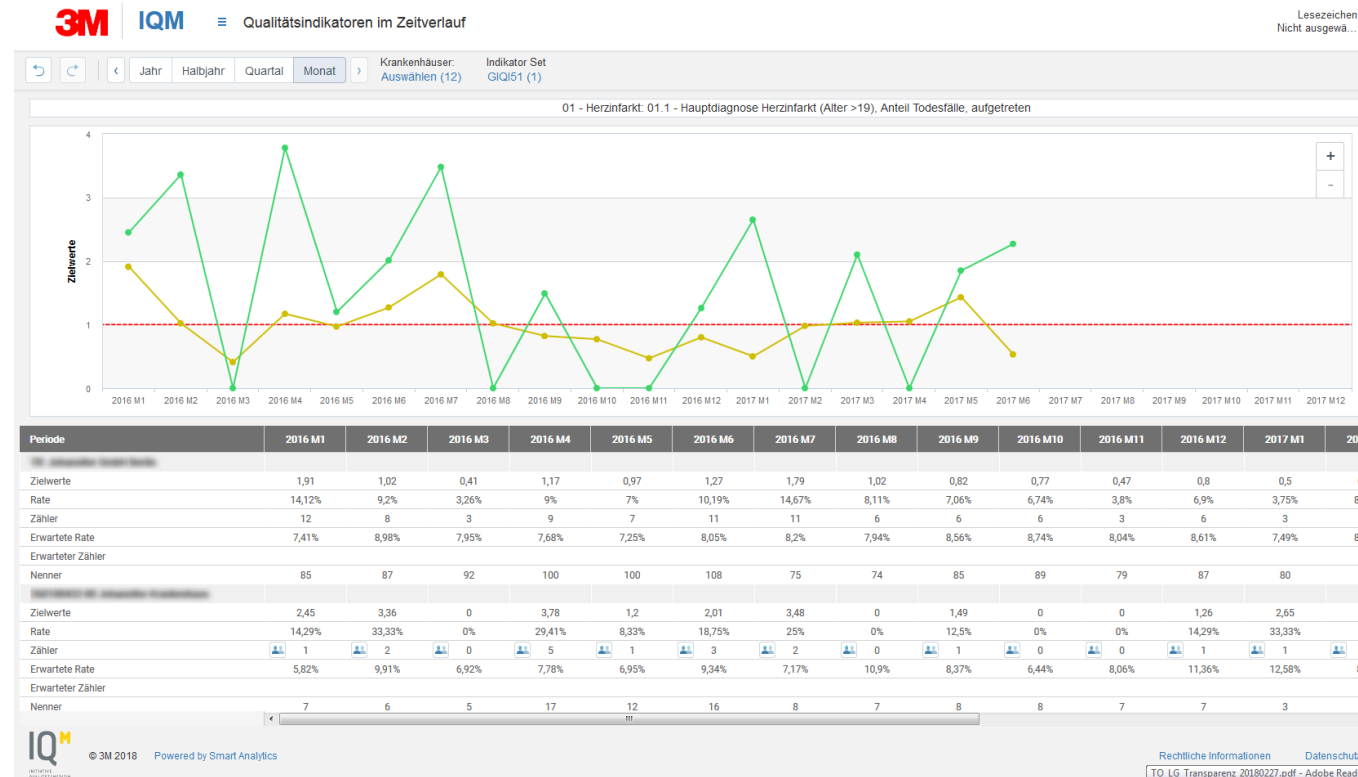 3M IQM ≡ Qualitätsindikatoren im Zeitverlauf
Lesezeichen
Nicht ausgewä...
‹ Jahr Halbjahr Quartal Monat ›
Krankenhäuser:
Auswählen (12)
Indikator Set
GIQI51 (1)
01 - Herzinfarkt: 01.1 - Hauptdiagnose Herzinfarkt (Alter >19), Anteil Todesfälle, aufgetreten
+
-
Zielwerte
4
3
2
1
0
2016 M1 2016 M2 2016 M3 2016 M4 2016 M5 2016 M6 2016 M7 2016 M8 2016 M9 2016 M10 2016 M11 2016 M12 2017 M1 2017 M2 2017 M3 2017 M4 2017 M5 2017 M6 2017 M7 2017 M8 2017 M9 2017 M10 2017 M11 2017 M12
Periode 2016 M1 2016 M2 2016 M3 2016 M4 2016 M5 2016 M6 2016 M7 2016 M8 2016 M9 2016 M10 2016 M11 2016 M12 2017 M1 20
Zielwerte 1,91 1,02 0,41 1,17 0,97 1,27 1,79 1,02 0,82 0,77 0,47 0,8 0,5
Rate 14,12% 9,2% 3,26% 9% 7% 10,19% 14,67% 8,11% 7,06% 6,74% 3,8% 6,9% 3,75% 8
Zähler 12 8 3 9 7 11 11 6 6 6 3 6 3
Erwartete Rate 7,41% 8,98% 7,95% 7,68% 7,25% 8,05% 8,2% 7,94% 8,56% 8,74% 8,04% 8,61% 7,49% 8
Erwarteter Zähler
Nenner 85 87 92 100 100 108 75 74 85 89 79 87 80
Zielwerte 2,45 3,36 0 3,78 1,2 2,01 3,48 0 1,49 0 0 1,26 2,65
Rate 14,29% 33,33% 0% 29,41% 8,33% 18,75% 25% 0% 12,5% 0% 0% 14,29% 33,33%
Zähler 1 2 0 5 1 3 2 0 1 0 0 1 1
Erwartete Rate 5,82% 9,91% 6,92% 7,78% 6,95% 9,34% 7,17% 10,9% 8,37% 6,44% 8,06% 11,36% 12,58%
Erwarteter Zähler
Nenner 7 6 5 17 12 16 8 7 8 8 7 7 3
IQM
INITIATIVE
© 3M 2018 Powered by Smart Analytics
Rechtliche Informationen Datenschutz
TO_LG_Transparenz_20180227.pdf - Adobe Read